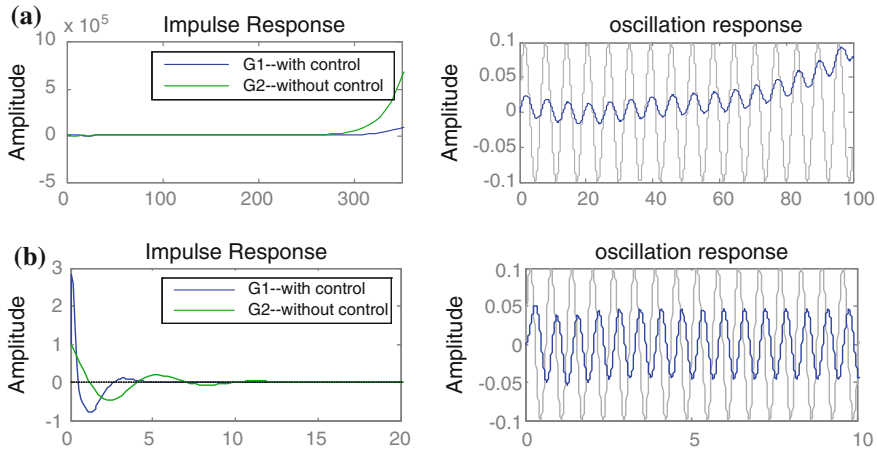 (a)
Impulse Response
x 10^5
10
5
0
-5
Amplitude
G1--with control
G2--without control
0
100
200
300
oscillation response
0.1
0.05
0
-0.05
-0.1
Amplitude
0
20
40
60
80
100
(b)
Impulse Response
3
2
1
0
-1
Amplitude
G1--with control
G2--without control
0
5
10
15
20
oscillation response
0.1
0.05
0
-0.05
-0.1
Amplitude
0
5
10